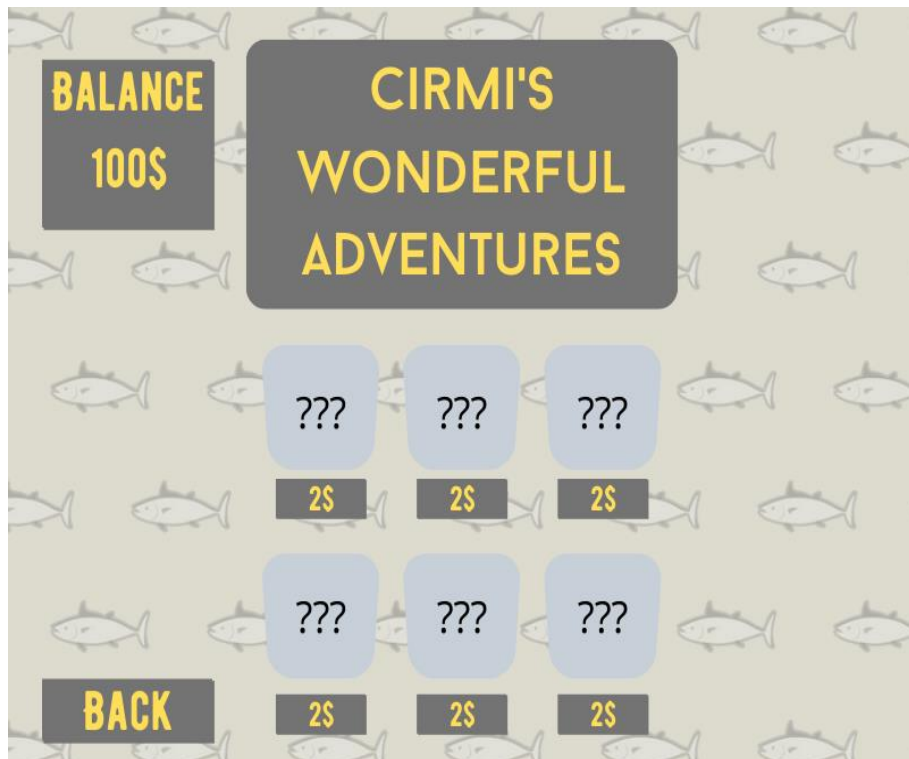 BALANCE
100$
CIRMI'S
WONDERFUL
ADVENTURES
??? ??? ???
2$ 2$ 2$
??? ??? ???
2$ 2$ 2$
BACK